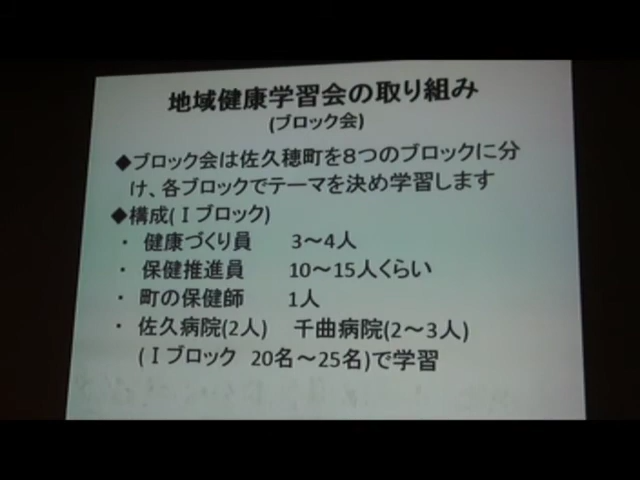 地域健康学習会の取り組み
(ブロック会)
◆ブロック会は佐久穂町を8つのブロックに分
け、各ブロックでテーマを決め学習します
◆構成(Ⅰブロック)
・ 健康づくり員 3～4人
・ 保健推進員 10～15人くらい
・ 町の保健師 1人
・ 佐久病院(2人) 千曲病院(2～3人)
(Ⅰブロック 20名～25名)で学習